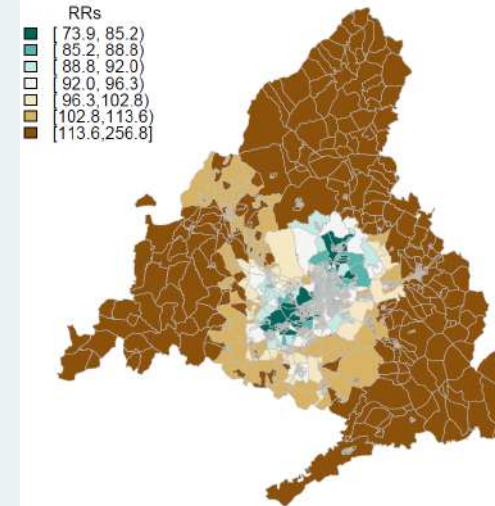 RRs
[ 73.9, 85.2)
[ 85.2, 88.8)
[ 88.8, 92.0)
[ 92.0, 96.3)
[ 96.3,102.8)
[102.8,113.6)
[113.6,256.8]